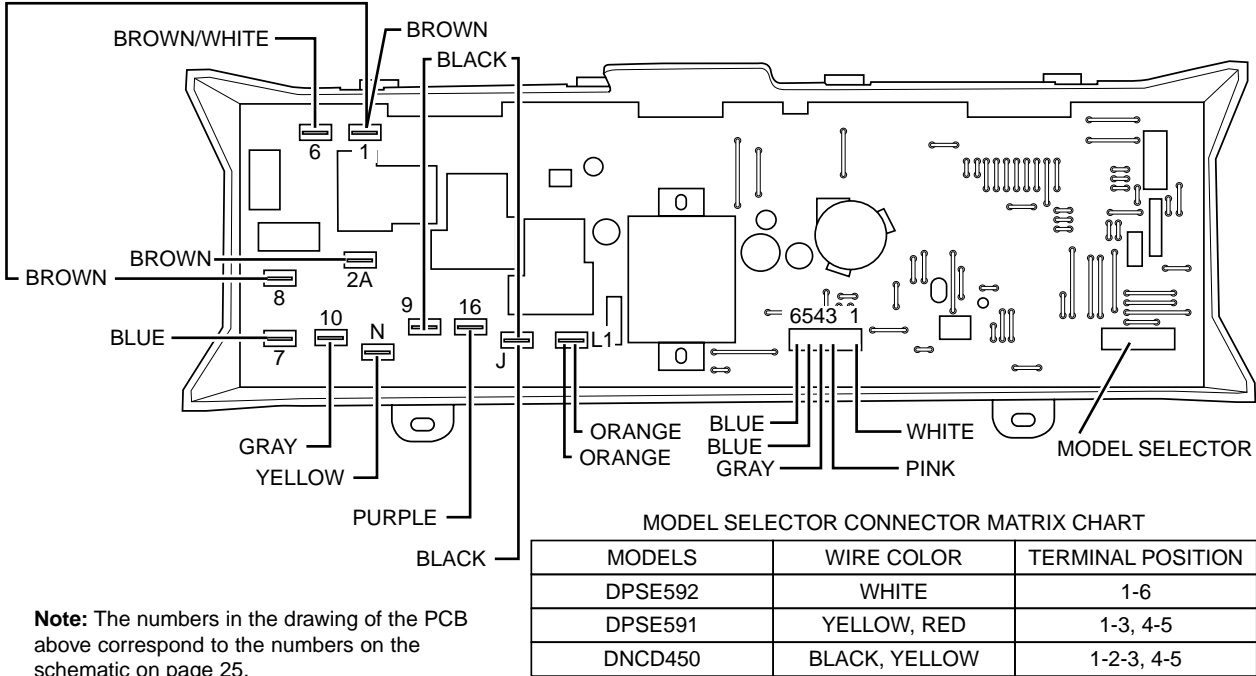 BROWN/WHITE
BROWN
BLACK
6
1
BROWN
BROWN
2A
8
BLUE
7
10
N
9
16
J
L1
6543 1
GRAY
YELLOW
PURPLE
BLACK
ORANGE
ORANGE
BLUE
BLUE
GRAY
WHITE
PINK
MODEL SELECTOR
MODEL SELECTOR CONNECTOR MATRIX CHART
MODELS WIRE COLOR TERMINAL POSITION
DPSE592 WHITE 1-6
DPSE591 YELLOW, RED 1-3, 4-5
DNCD450 BLACK, YELLOW 1-2-3, 4-5
Note: The numbers in the drawing of the PCB
above correspond to the numbers on the
schematic on page 25.